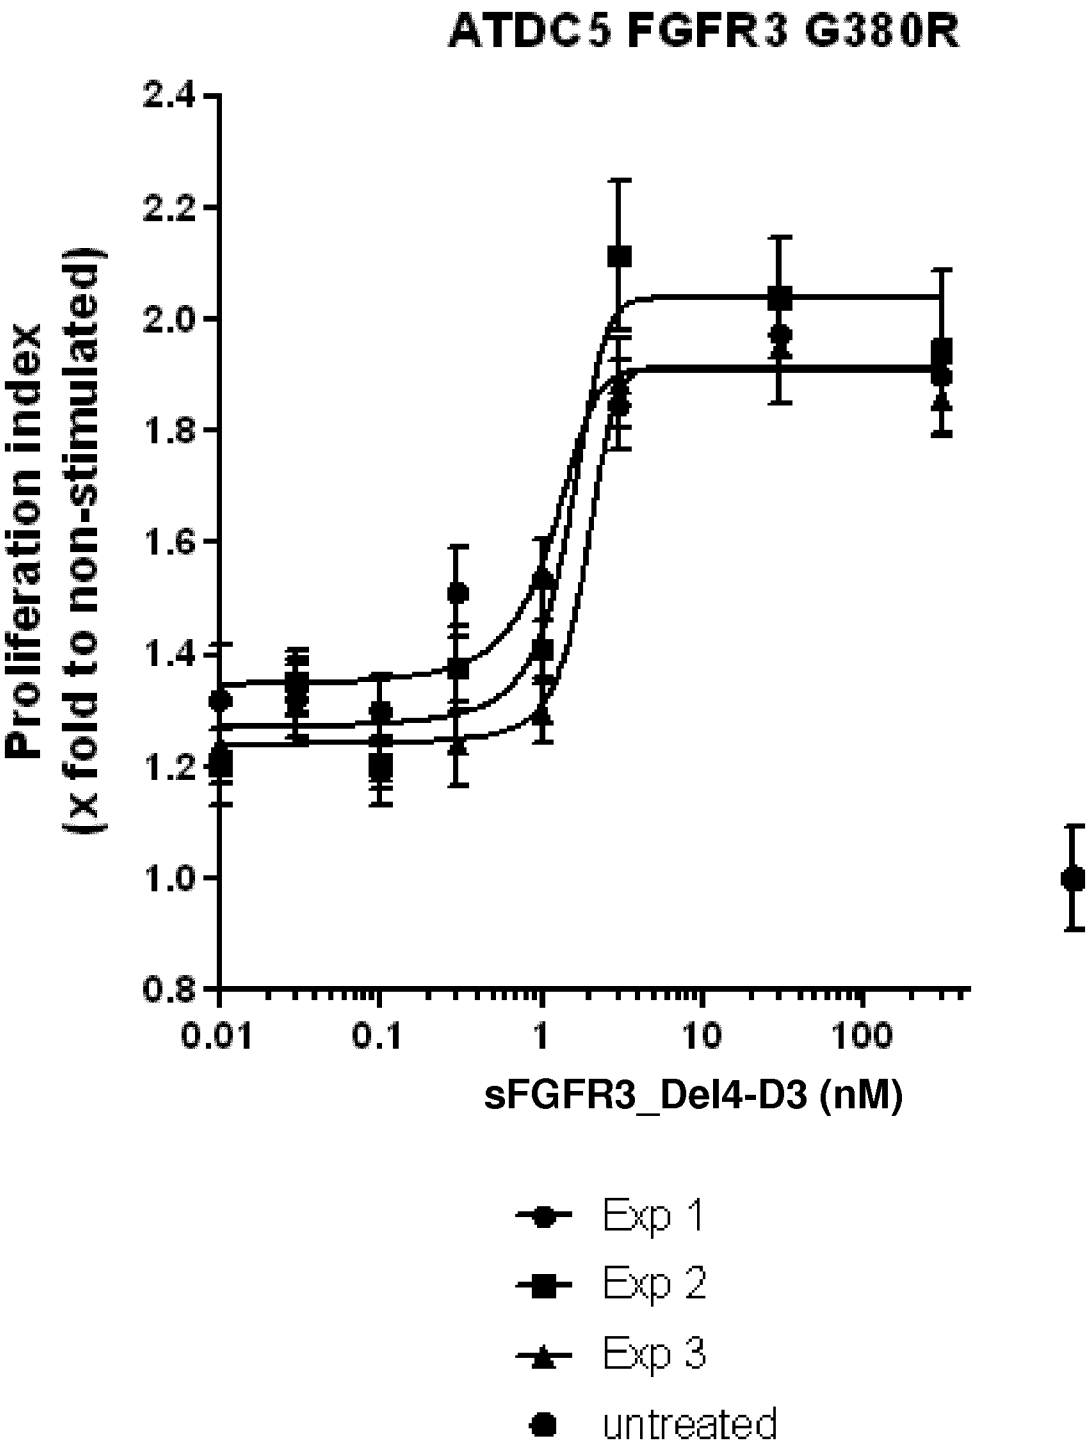 ATDC5 FGFR3 G380R
Proliferation index
(x fold to non-stimulated)
2.4
2.2
2.0
1.8
1.6
1.4
1.2
1.0
0.8
0.01 0.1 1 10 100
sFGFR3_Del4-D3 (nM)
Exp 1
Exp 2
Exp 3
untreated